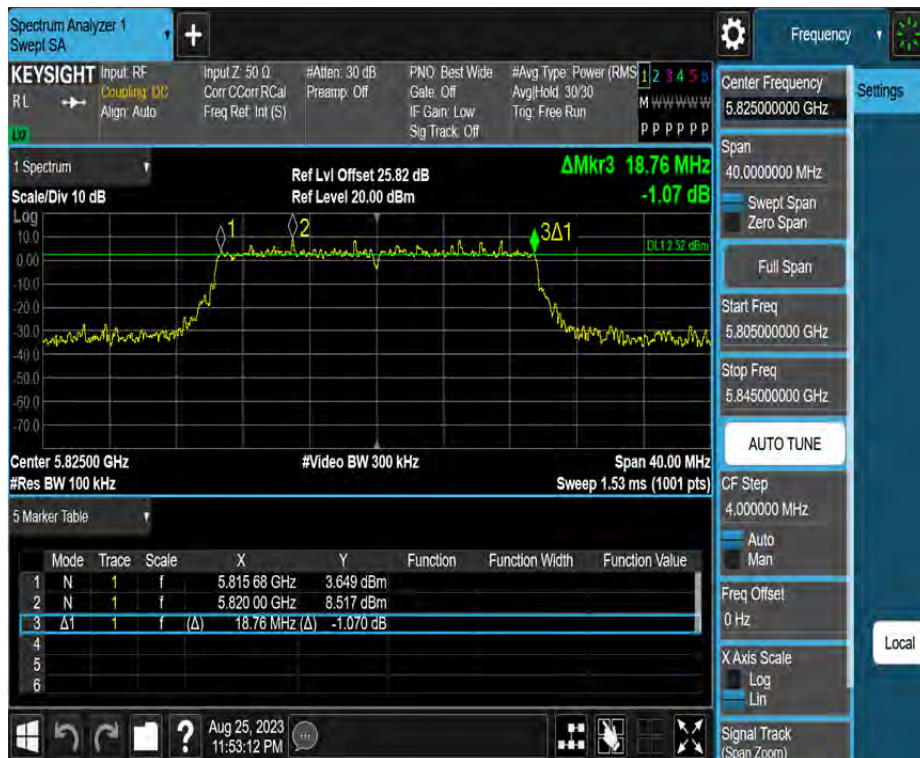 Spectrum Analyzer 1
Swept SA
+
Frequency
KEYSIGHT
RL
LXI
Input: RF
Coupling: DC
Align: Auto
Input Z: 50 Ω
Corr CCorr RCal
Freq Ref: Int (S)
#Atten: 30 dB
Preamp: Off
PNO: Best Wide
Gate: Off
IF Gain: Low
Sig Track: Off
#Avg Type: Power (RMS
Avg|Hold: 30/30
Trig: Free Run
1 2 3 4 5 6
M W W W W W
P P P P P P
1 Spectrum
Scale/Div 10 dB
Ref Lvl Offset 25.82 dB
Ref Level 20.00 dBm
ΔMkr3 18.76 MHz
-1.07 dB
Log
10.0
0.00
-10.0
-20.0
-30.0
-40.0
-50.0
-60.0
-70.0
1
2
3Δ1
DL1 2.52 dBm
Center 5.82500 GHz
#Res BW 100 kHz
#Video BW 300 kHz
Span 40.00 MHz
Sweep 1.53 ms (1001 pts)
5 Marker Table
Mode Trace Scale X Y Function Function Width Function Value
1 N 1 f 5.815 68 GHz 3.649 dBm
2 N 1 f 5.820 00 GHz 8.517 dBm
3 Δ1 1 f (Δ) 18.76 MHz (Δ) -1.070 dB
4
5
6
?
Aug 25, 2023
11:53:12 PM
Center Frequency
5.825000000 GHz
Span
40.0000000 MHz
Swept Span
Zero Span
Full Span
Start Freq
5.805000000 GHz
Stop Freq
5.845000000 GHz
AUTO TUNE
CF Step
4.000000 MHz
Auto
Man
Freq Offset
0 Hz
X Axis Scale
Log
Lin
Signal Track
(Span Zoom)
Settings
Local